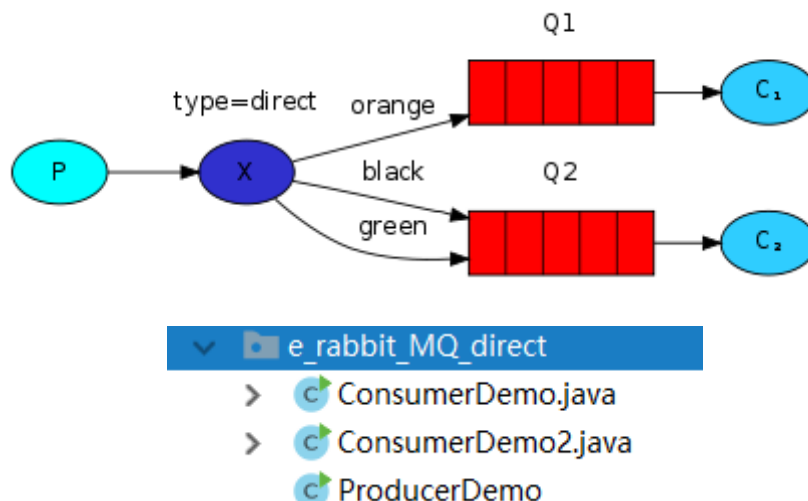 Q1
type=direct
orange
C₁
P
X
black
Q2
green
C₂
e_rabbit_MQ_direct
C ConsumerDemo.java
C ConsumerDemo2.java
C ProducerDemo